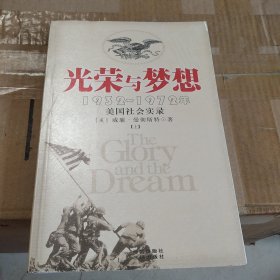 光荣与梦想
1932-1972年
美国社会实录
[美]威廉·曼彻斯特◎著
[上]
The
Glory
and the
Dream